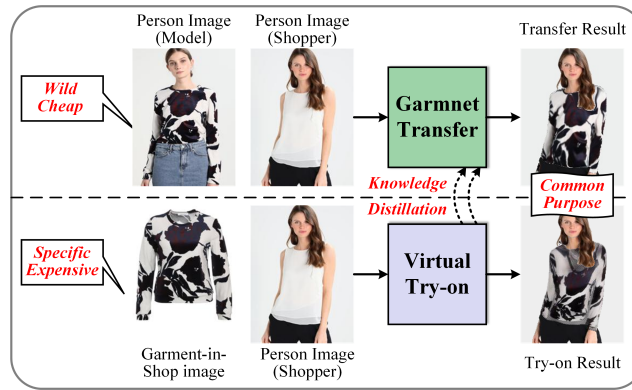 Person Image
(Model)
Person Image
(Shopper)
Transfer Result
Wild
Cheap
Garmnet
Transfer
Knowledge
Distillation
Common
Purpose
Specific
Expensive
Virtual
Try-on
Garment-in-
Shop image
Person Image
(Shopper)
Try-on Result